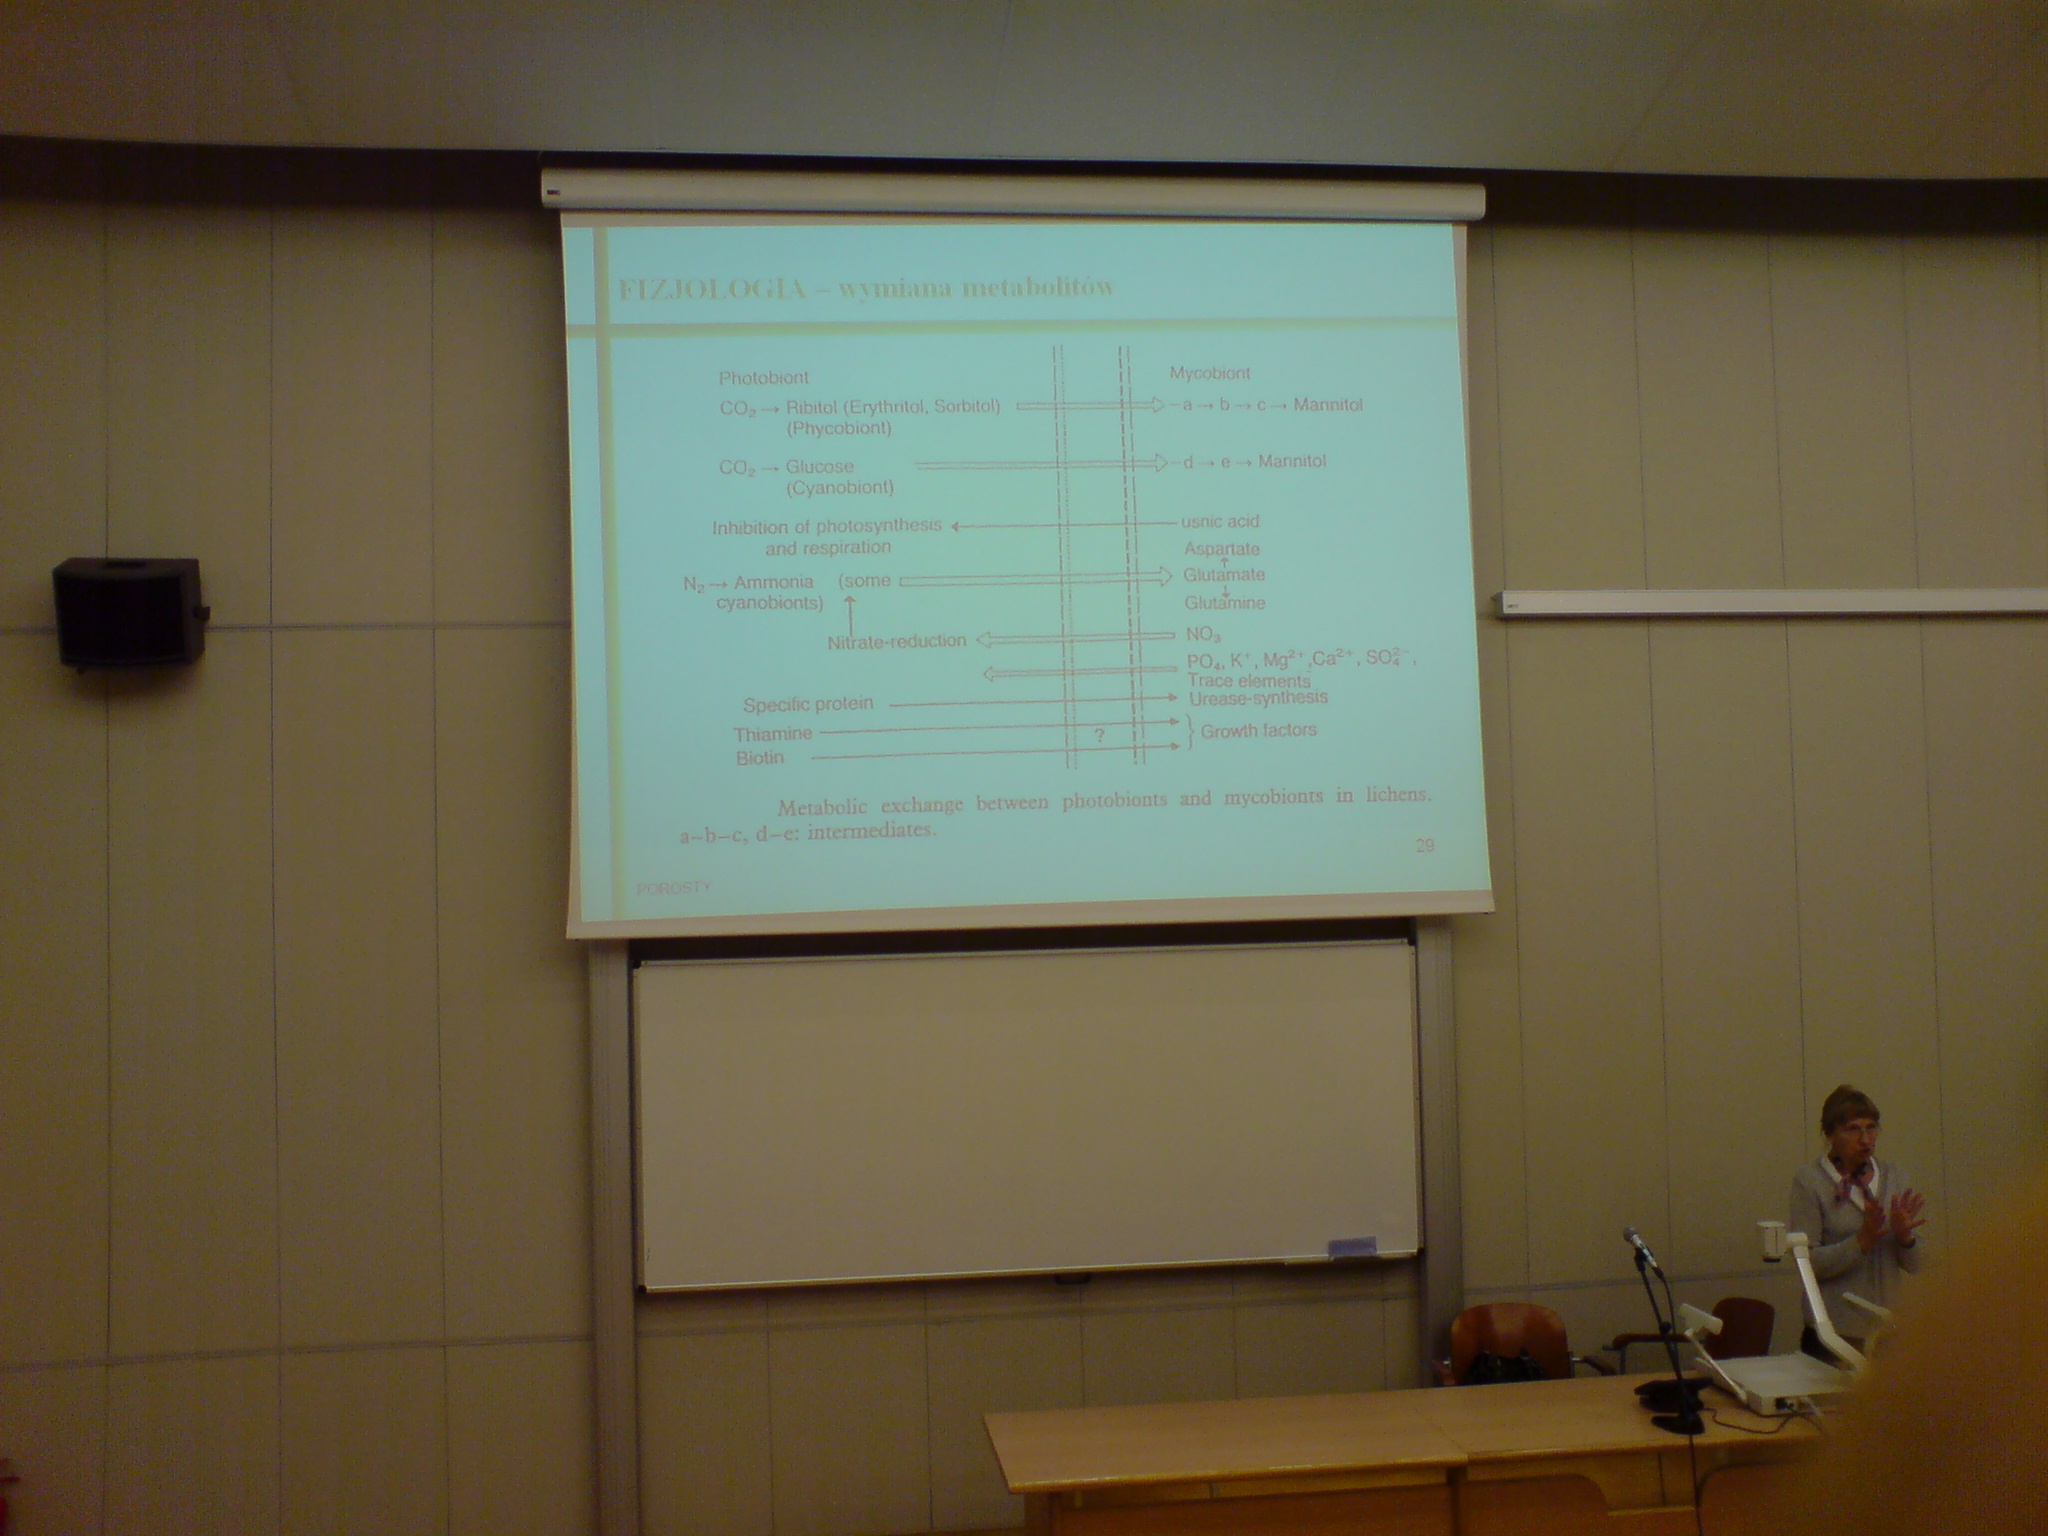 FIZJOLOGIA – wymiana metabolitów
Photobiont Mycobiont
CO₂ → Ribitol (Erythritol, Sorbitol) ⇒ –a → b → c → Mannitol
(Phycobiont)
CO₂ → Glucose ⇒ –d → e → Mannitol
(Cyanobiont)
Inhibition of photosynthesis ← usnic acid
and respiration
Aspartate
↑
N₂ → Ammonia (some ⇒ Glutamate
↓
cyanobionts) ↑ Glutamine
Nitrate-reduction ⇐ NO₃
⇐ PO₄, K⁺, Mg²⁺, Ca²⁺, SO₄²⁻,
Trace elements
Specific protein → Urease-synthesis
Thiamine →
? } Growth factors
Biotin →
Metabolic exchange between photobionts and mycobionts in lichens.
a–b–c, d–e: intermediates.
29
POROSTY